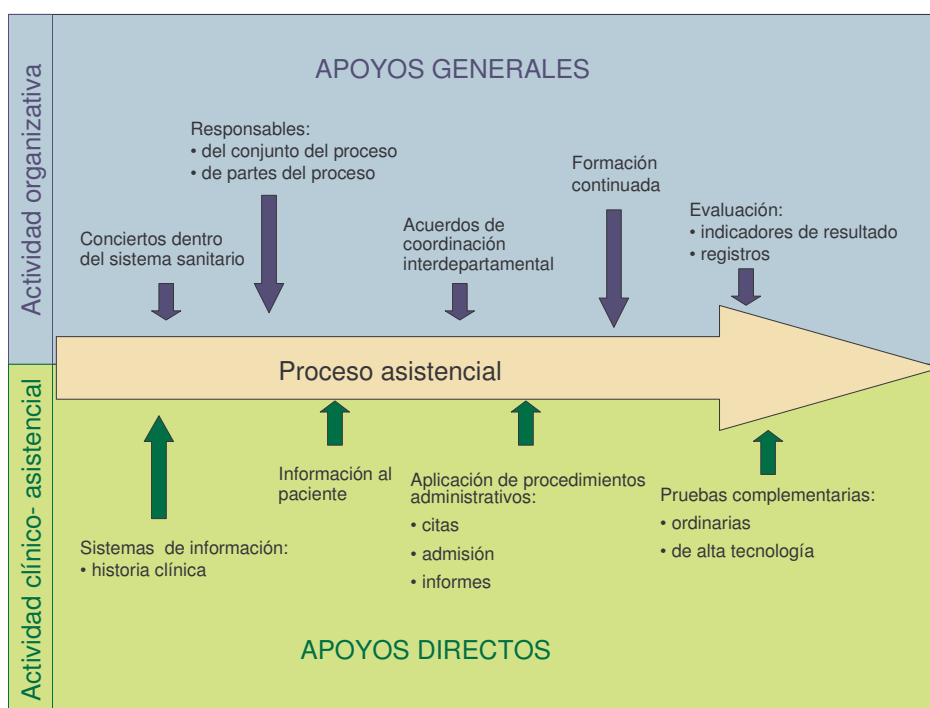 Actividad organizativa
APOYOS GENERALES
Responsables:
• del conjunto del proceso
• de partes del proceso
Formación
continuada
Evaluación:
• indicadores de resultado
• registros
Conciertos dentro
del sistema sanitario
Acuerdos de
coordinación
interdepartamental
Proceso asistencial
Actividad clínico- asistencial
Información al
paciente
Aplicación de procedimientos
administrativos:
• citas
• admisión
• informes
Pruebas complementarias:
• ordinarias
• de alta tecnología
Sistemas de información:
• historia clínica
APOYOS DIRECTOS